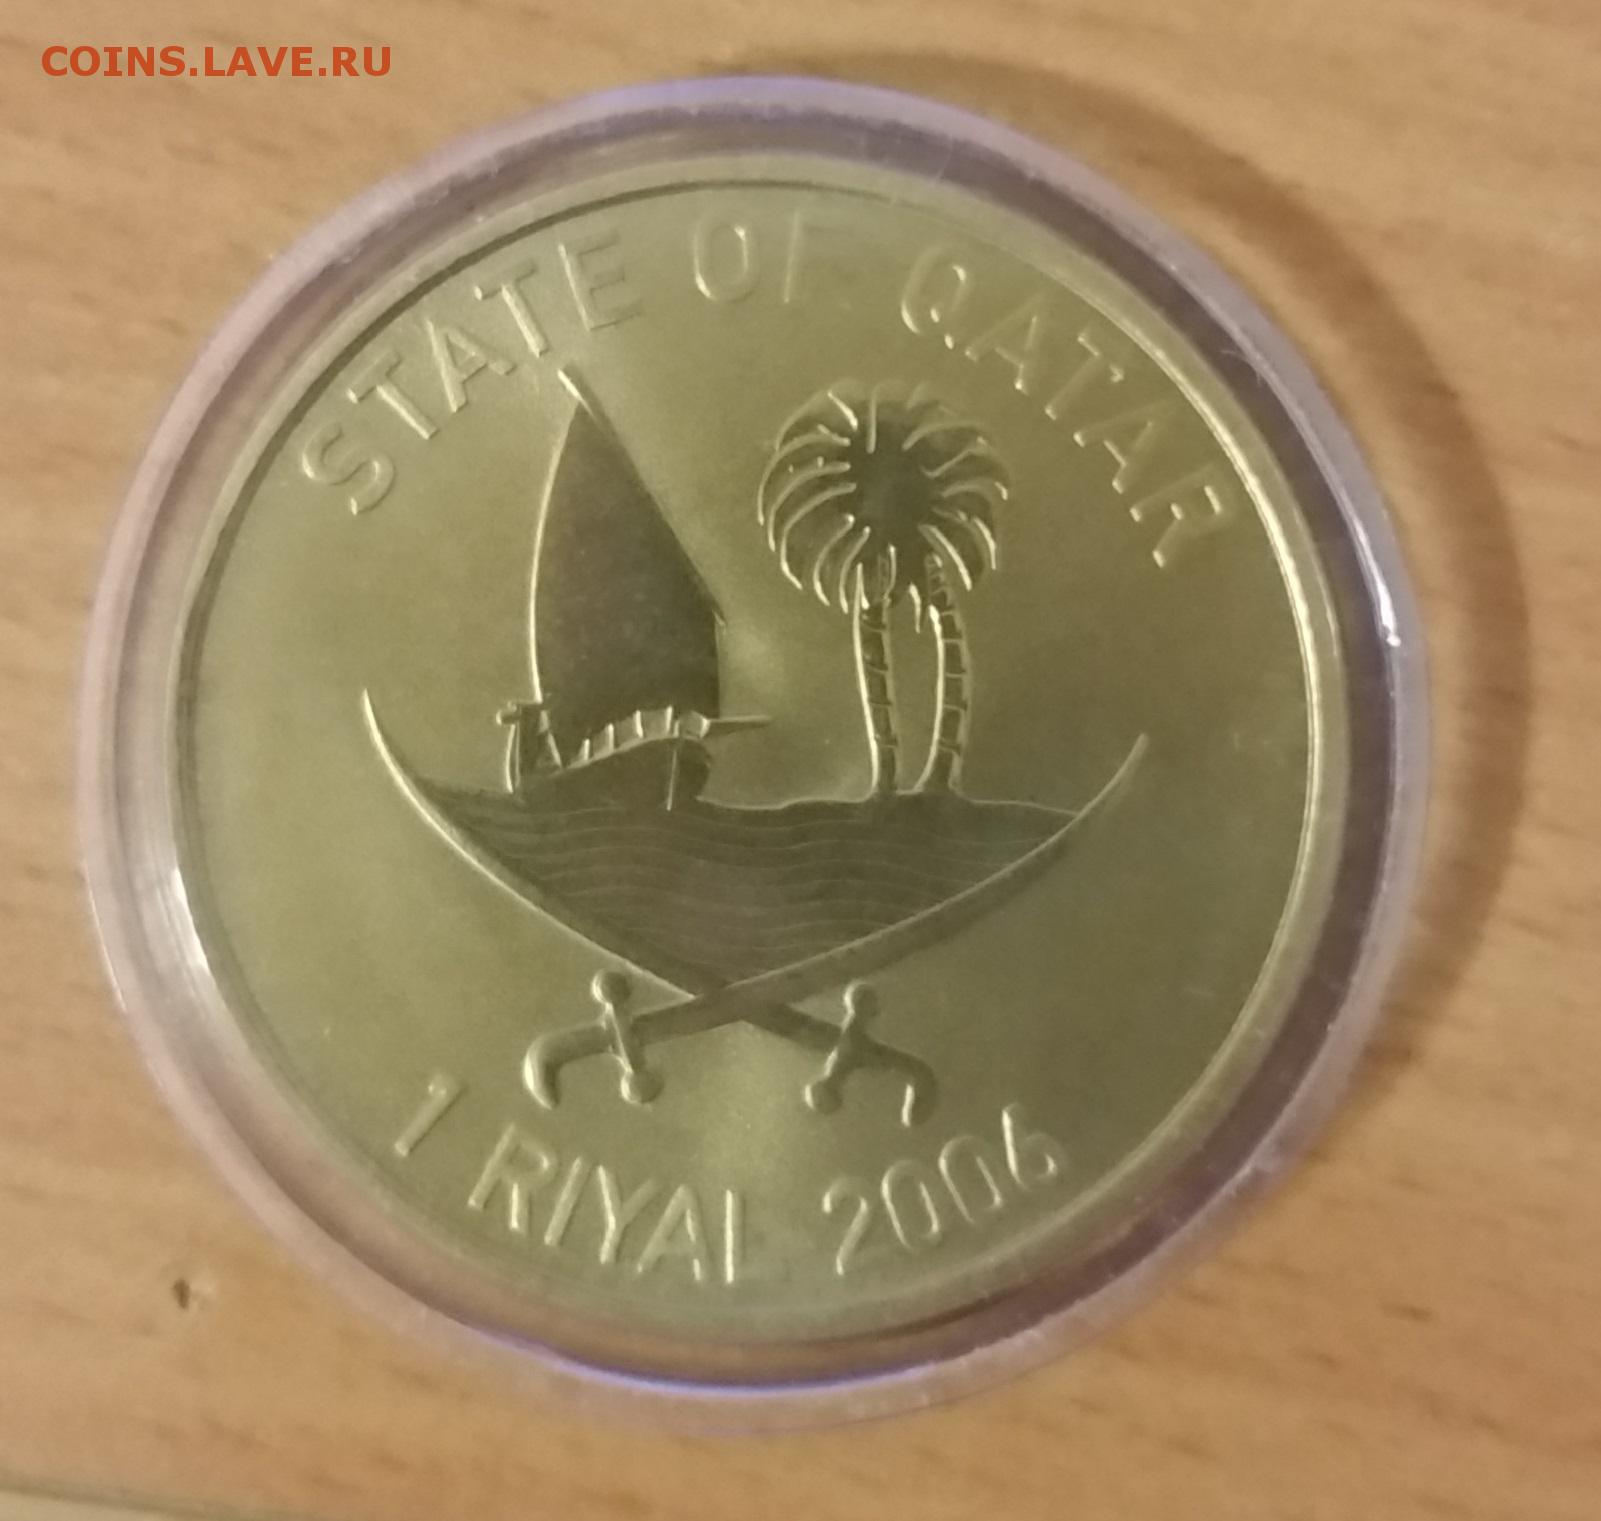 COINS.LAVE.RU
STATE OF QATAR
1 RIYAL 2006